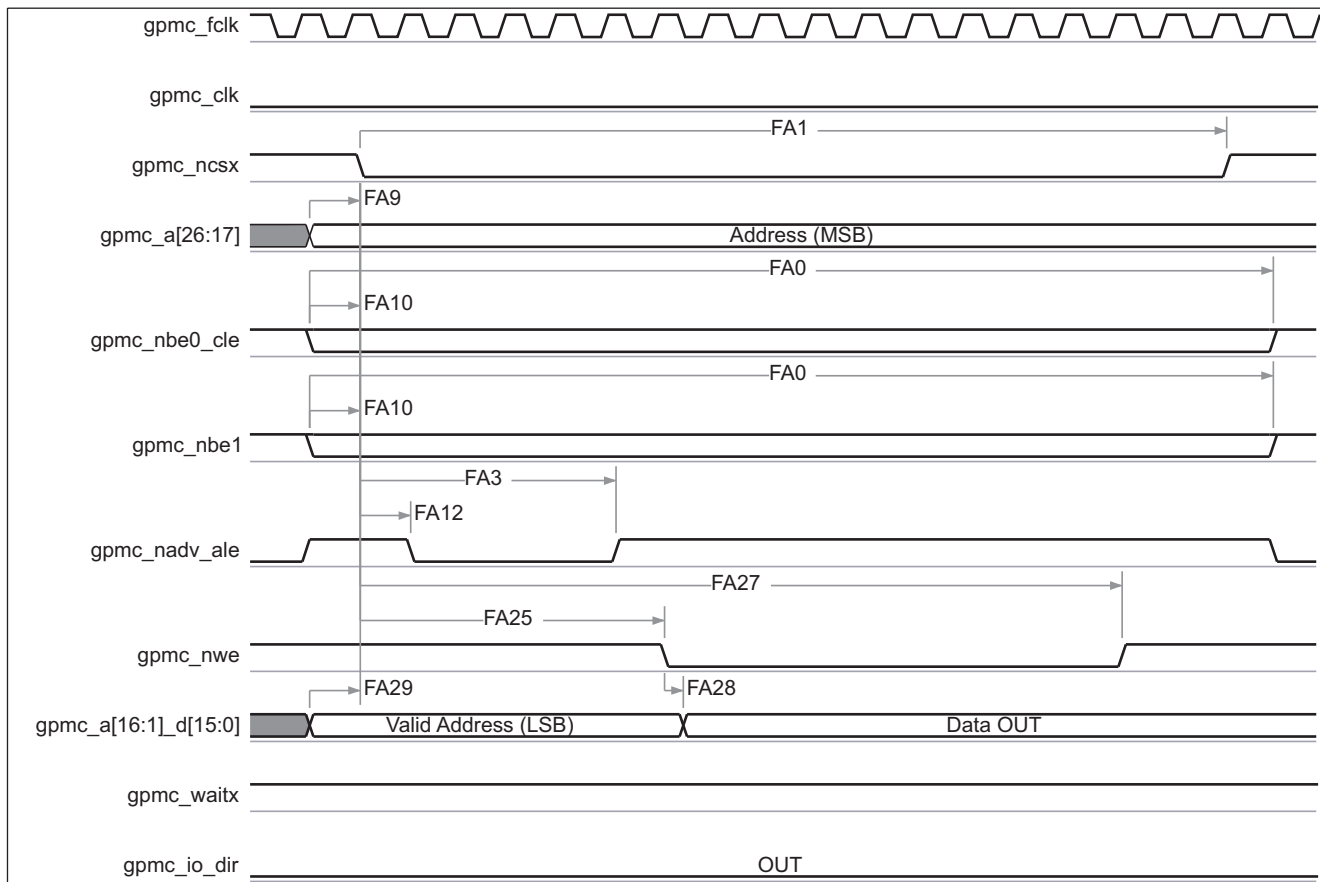 gpmc_fclk
gpmc_clk
FA1
gpmc_ncsx
FA9
gpmc_a[26:17]
Address (MSB)
FA0
FA10
gpmc_nbe0_cle
FA0
FA10
gpmc_nbe1
FA3
FA12
gpmc_nadv_ale
FA27
FA25
gpmc_nwe
FA29
FA28
gpmc_a[16:1]_d[15:0]
Valid Address (LSB)
Data OUT
gpmc_waitx
gpmc_io_dir
OUT